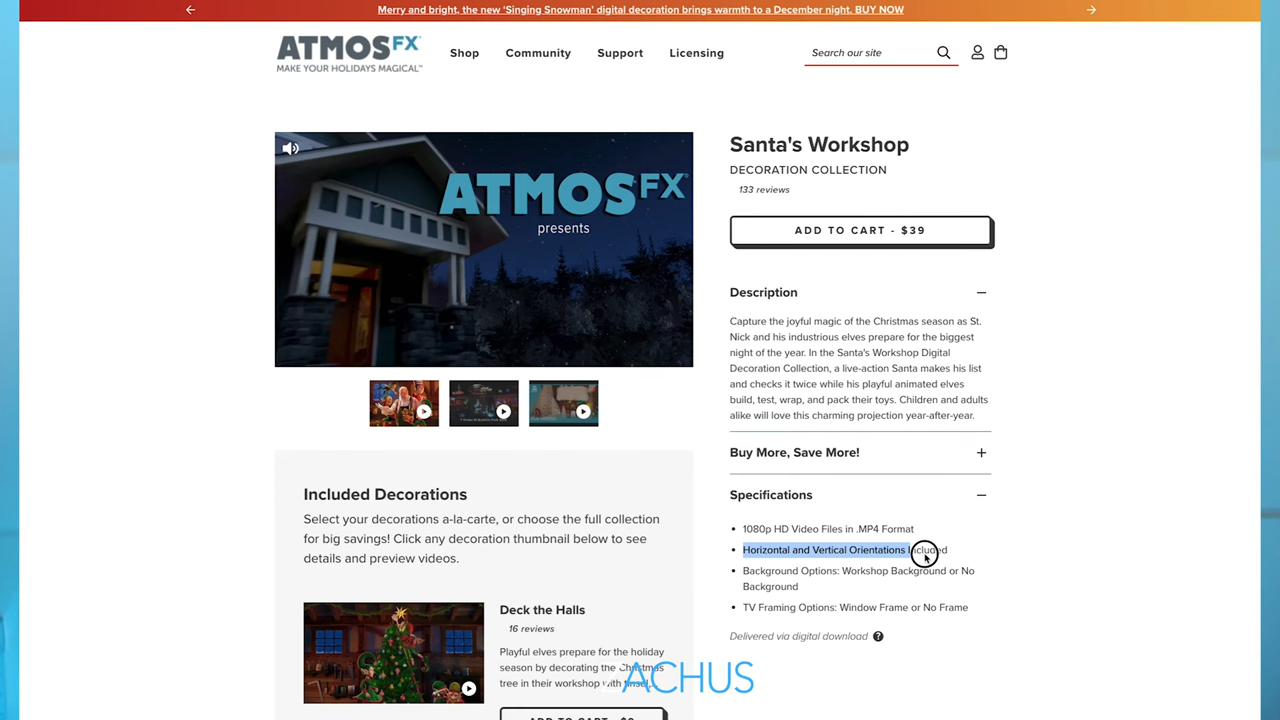 Merry and bright, the new 'Singing Snowman' digital decoration brings warmth to a December night. BUY NOW
ATMOSFX
MAKE YOUR HOLIDAYS MAGICAL™
Shop Community Support Licensing
Search our site
ATMOSFX
presents
Santa's Workshop
DECORATION COLLECTION
133 reviews
ADD TO CART - $39
Description
Capture the joyful magic of the Christmas season as St.
Nick and his industrious elves prepare for the biggest
night of the year. In the Santa's Workshop Digital
Decoration Collection, a live-action Santa makes his list
and checks it twice while his playful animated elves
build, test, wrap, and pack their toys. Children and adults
alike will love this charming projection year-after-year.
Buy More, Save More!
Specifications
• 1080p HD Video Files in .MP4 Format
• Horizontal and Vertical Orientations Included
• Background Options: Workshop Background or No
Background
• TV Framing Options: Window Frame or No Frame
Delivered via digital download ?
Included Decorations
Select your decorations a-la-carte, or choose the full collection
for big savings! Click any decoration thumbnail below to see
details and preview videos.
Deck the Halls
16 reviews
Playful elves prepare for the holiday
season by decorating the Christmas
tree in their workshop with tinsel,
ACHUS